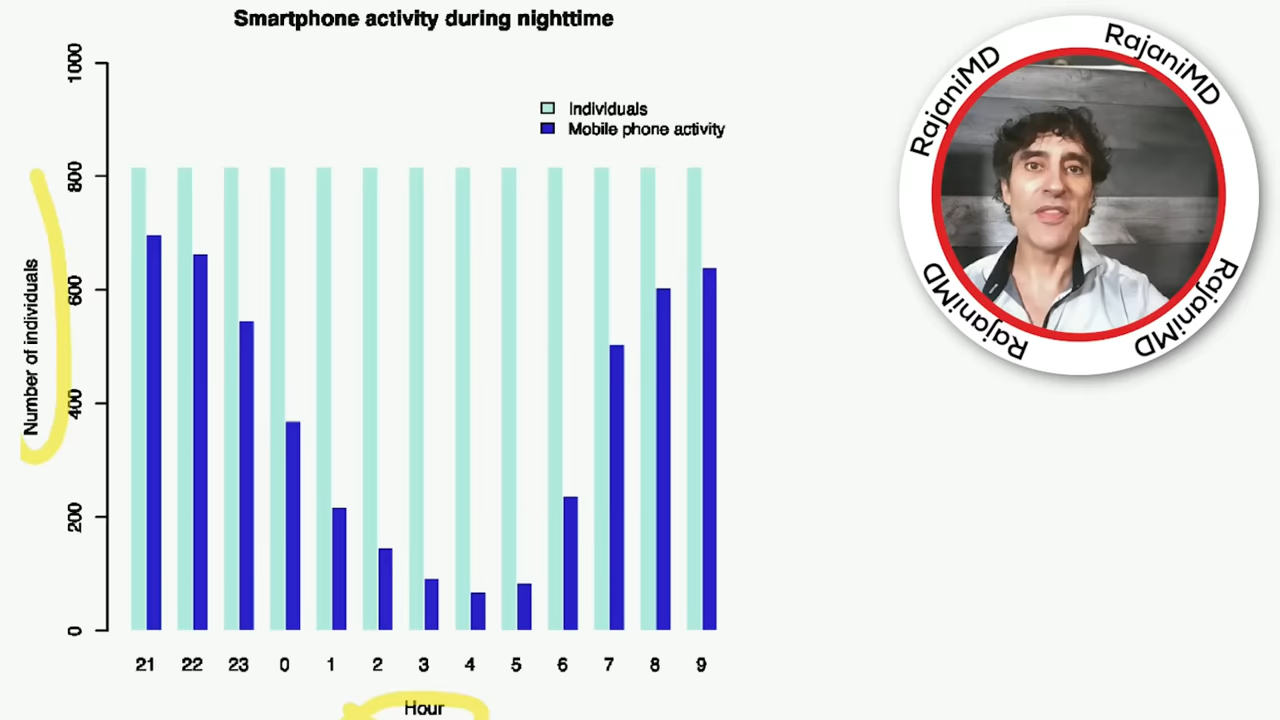 Smartphone activity during nighttime
Individuals
Mobile phone activity
Number of individuals
1000
800
600
400
200
0
21 22 23 0 1 2 3 4 5 6 7 8 9
Hour
RajaniMD
RajaniMD
RajaniMD
RajaniMD
RajaniMD